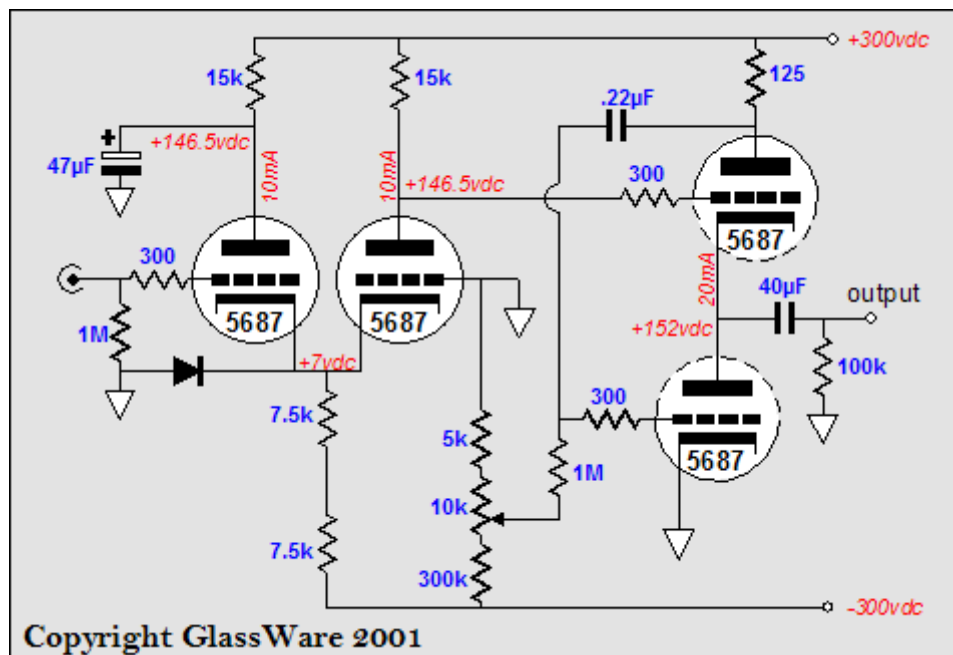 +300vdc
15k
15k
125
.22µF
+
47µF
+146.5vdc
10mA
10mA
+146.5vdc
300
5687
20mA
40µF
output
300
1M
5687
5687
+7vdc
+152vdc
100k
7.5k
5k
300
5687
1M
10k
7.5k
300k
-300vdc
Copyright GlassWare 2001